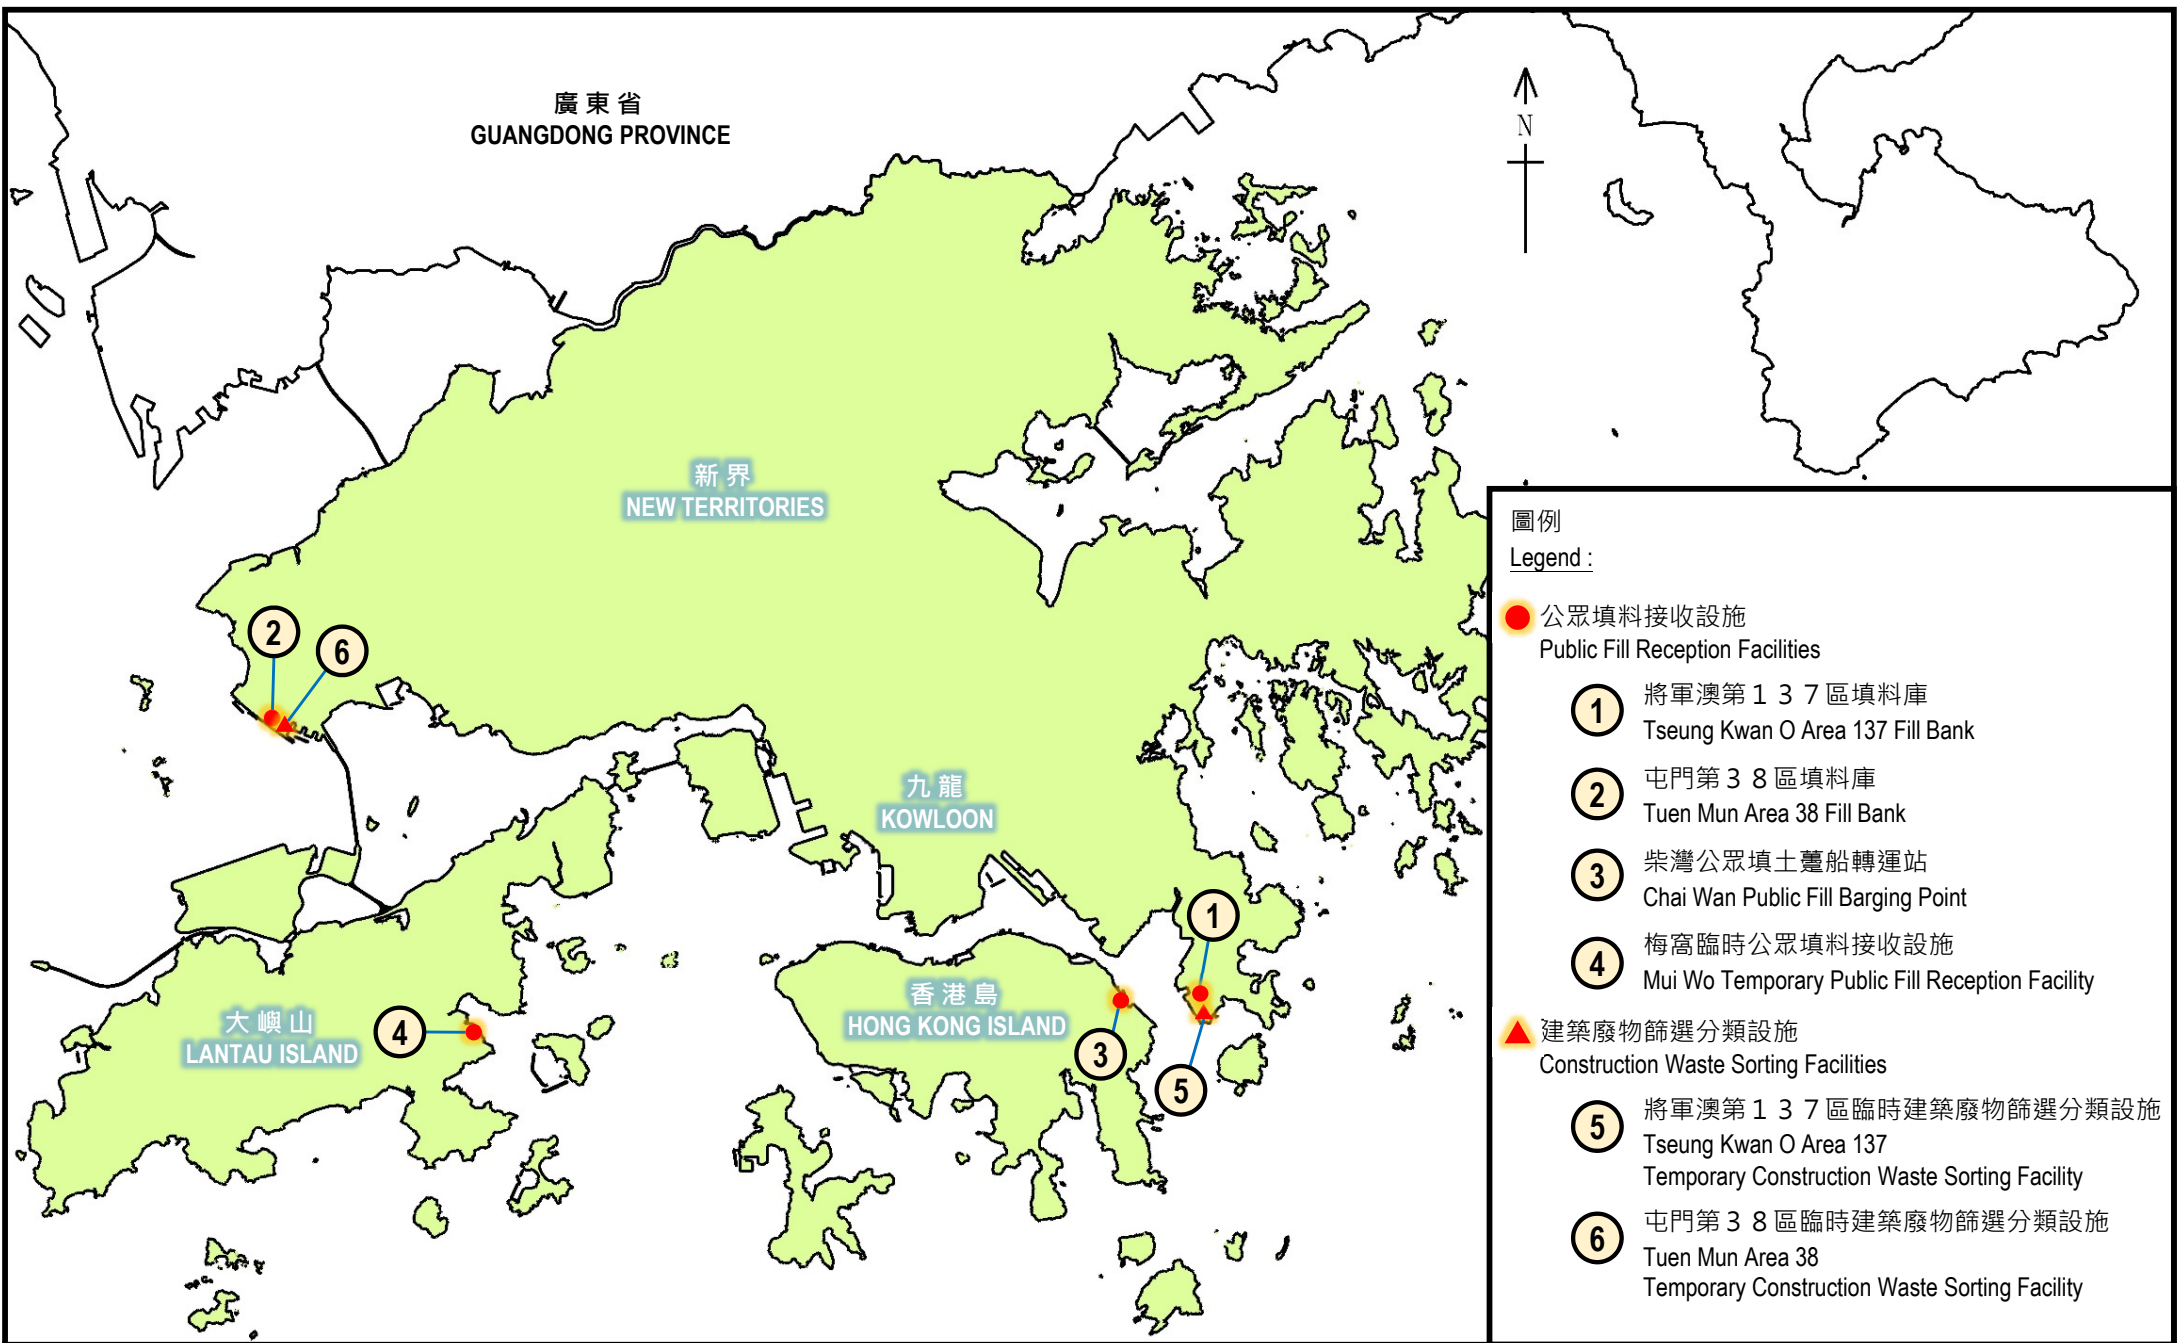 廣東省
GUANGDONG PROVINCE
N
新界
NEW TERRITORIES
2
6
九龍
KOWLOON
1
香港島
HONG KONG ISLAND
大嶼山
LANTAU ISLAND
4
3
5
圖例
Legend :
公眾填料接收設施
Public Fill Reception Facilities
1
將軍澳第137區填料庫
Tseung Kwan O Area 137 Fill Bank
2
屯門第38區填料庫
Tuen Mun Area 38 Fill Bank
3
柴灣公眾填土躉船轉運站
Chai Wan Public Fill Barging Point
4
梅窩臨時公眾填料接收設施
Mui Wo Temporary Public Fill Reception Facility
建築廢物篩選分類設施
Construction Waste Sorting Facilities
5
將軍澳第137區臨時建築廢物篩選分類設施
Tseung Kwan O Area 137
Temporary Construction Waste Sorting Facility
6
屯門第38區臨時建築廢物篩選分類設施
Tuen Mun Area 38
Temporary Construction Waste Sorting Facility